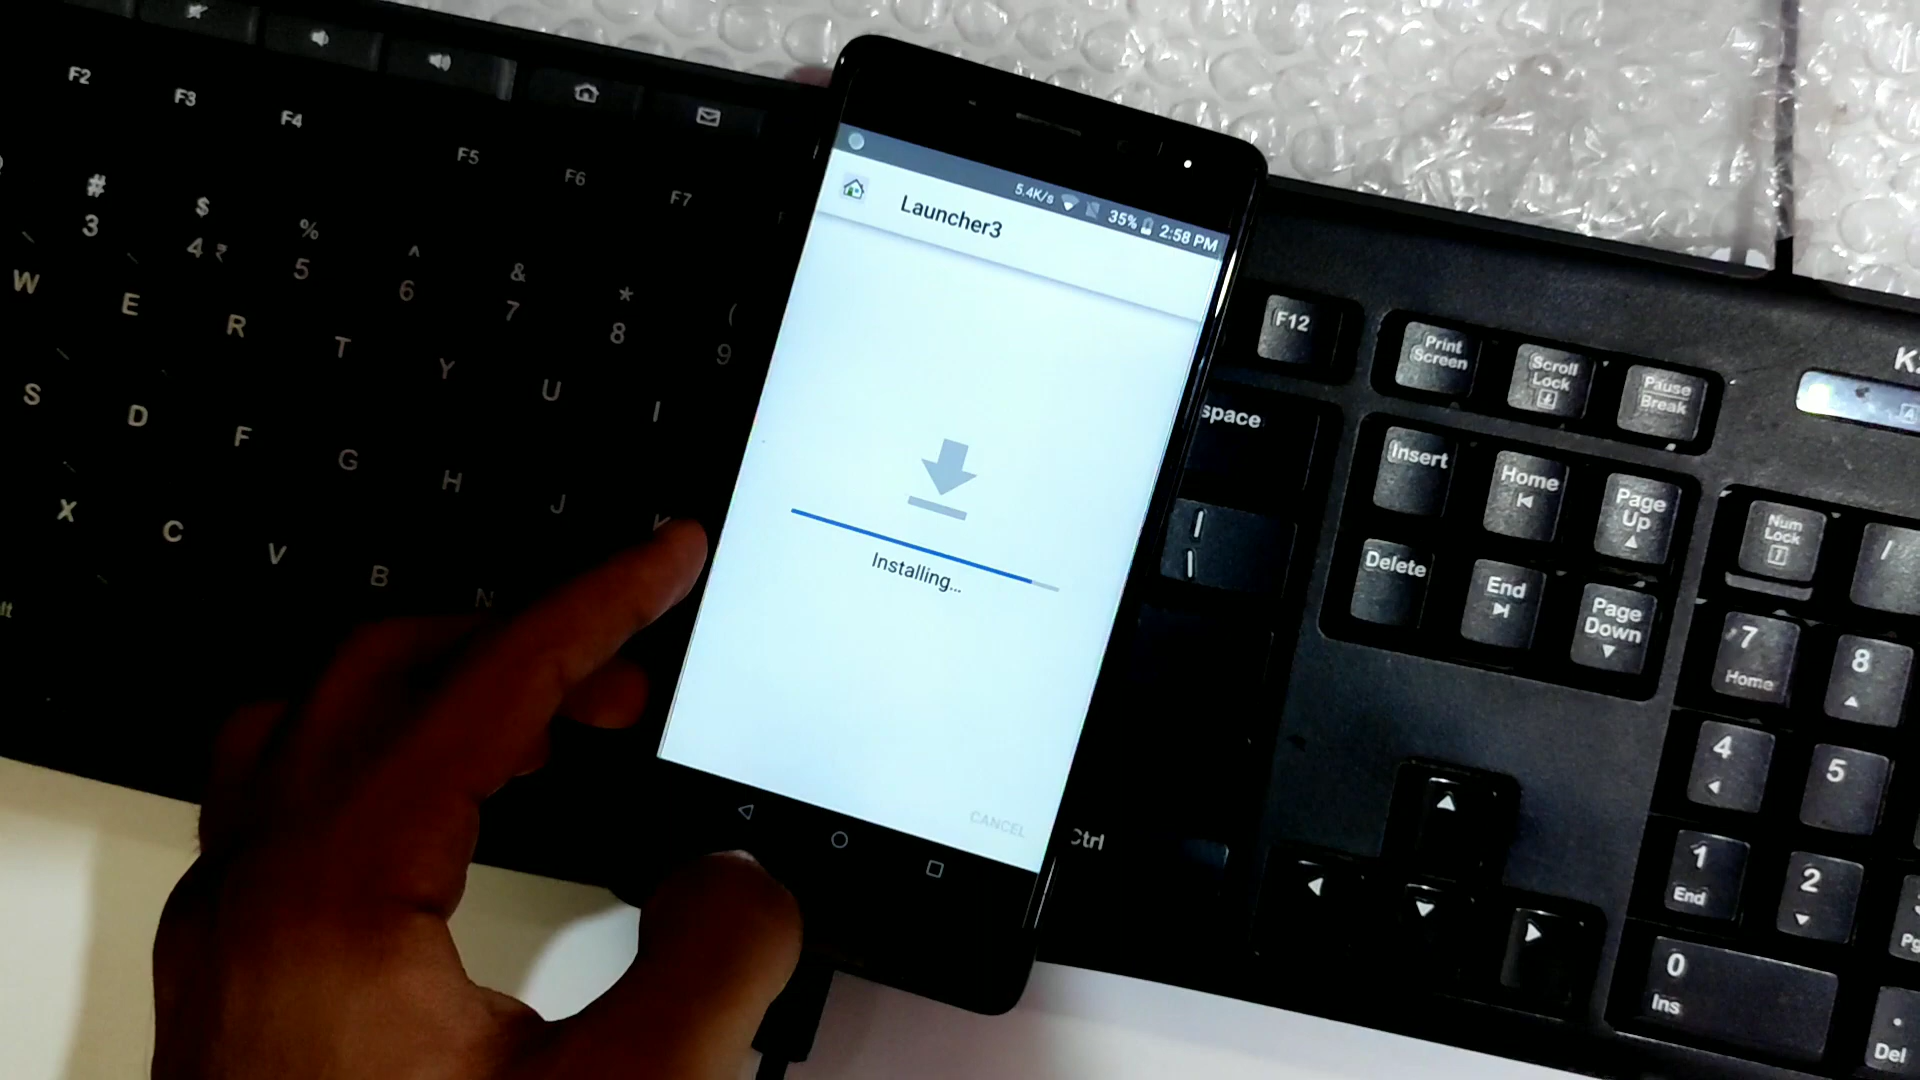 F2
F3
F4
F5
F6
F7
#
3
$
4 ₹
%
5
^
6
&
7
*
8
(
9
W
E
R
T
Y
U
I
S
D
F
G
H
J
K
X
C
V
B
N
5.4K/s 35% 2:58 PM
Launcher3
Installing...
CANCEL
F12
Print
Screen
Scroll
Lock
Pause
Break
space
Insert
Home
Page
Up
Delete
End
Page
Down
Num
Lock
/
7
Home
8
4
5
1
End
2
Ctrl
0
Ins
.
Del